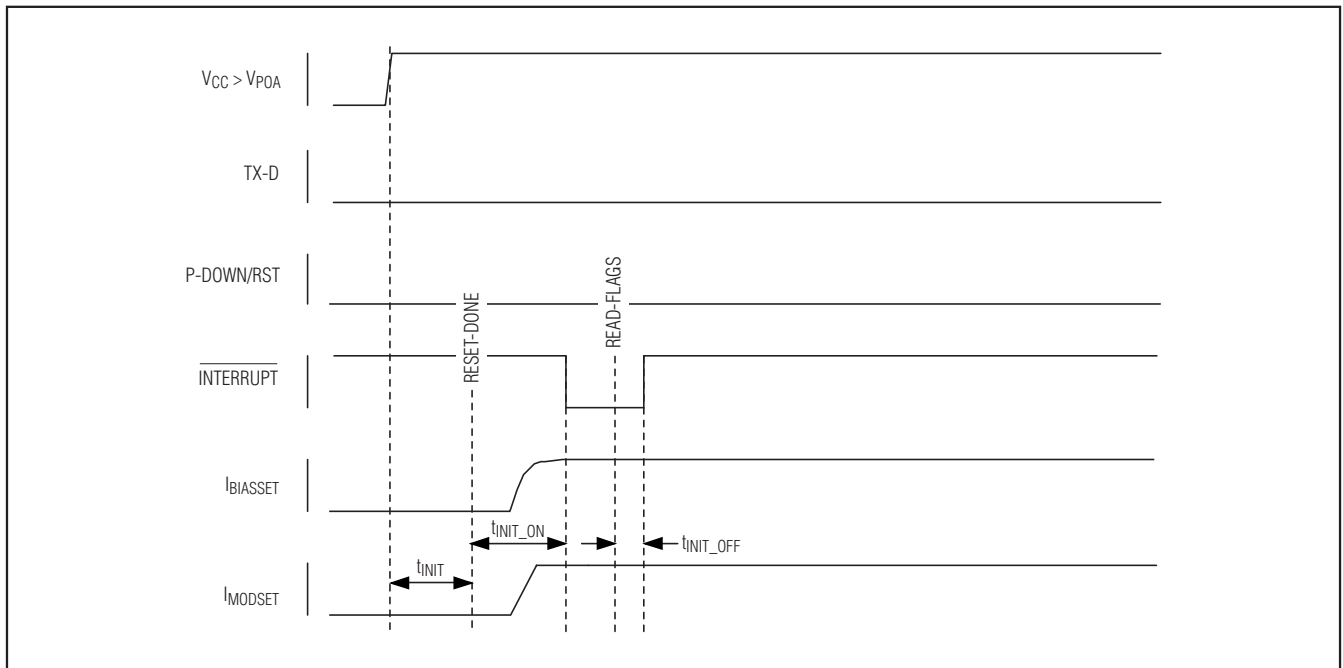 VCC > VPOA
TX-D
P-DOWN/RST
RESET-DONE
READ-FLAGS
INTERRUPT
IBIASSET
tINIT_ON
tINIT_OFF
tINIT
IMODSET